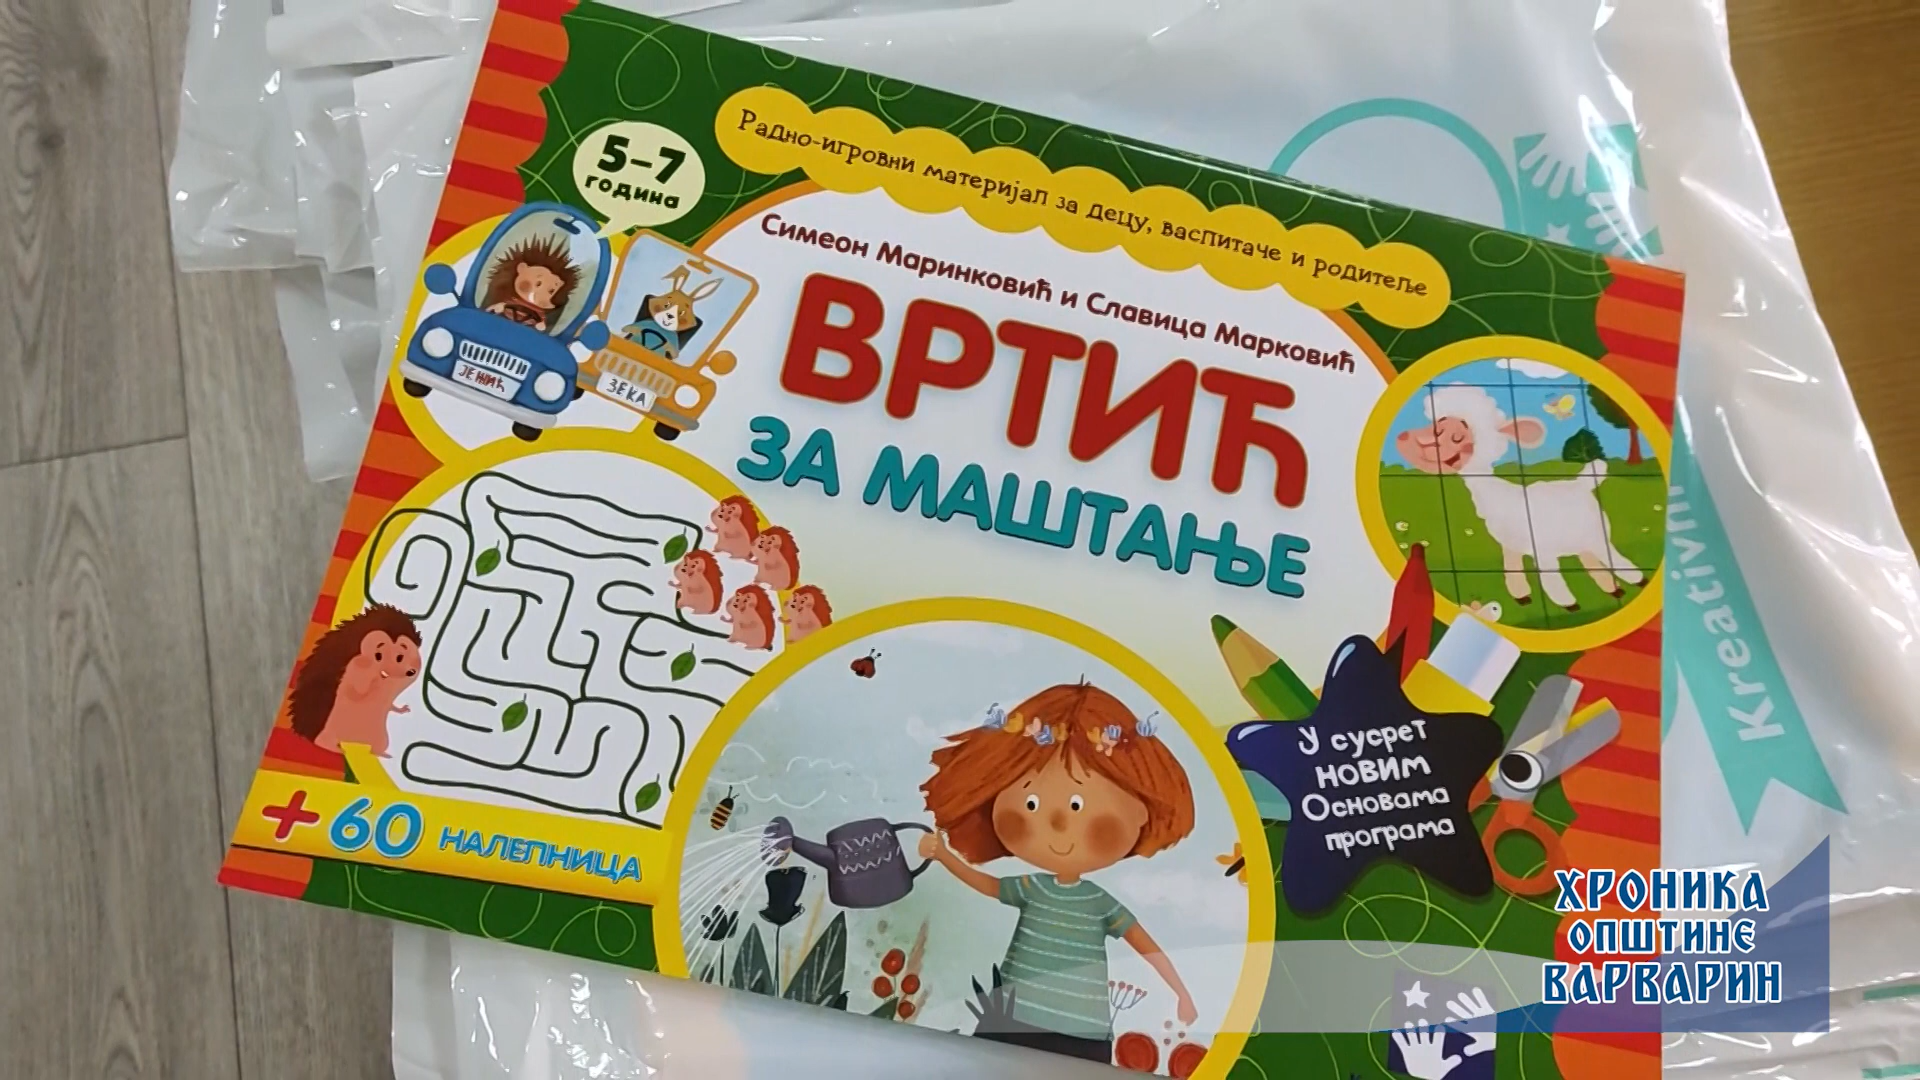 Радно-игровни материјал за децу, васпитаче и родитеље
5–7
година
Симеон Маринковић и Славица Марковић
ВРТИЋ
ЗА МАШТАЊЕ
ЈЕЖИЋ
ЗЕКА
+ 60 НАЛЕПНИЦА
У сусрет
НОВИМ
Основама
програма
Kreativni
ХРОНИКА
ОПШТИНЕ
ВАРВАРИН